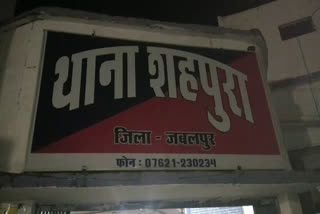 थाना शहपुरा
जिला - जबलपुर
फोन : 07621-230234